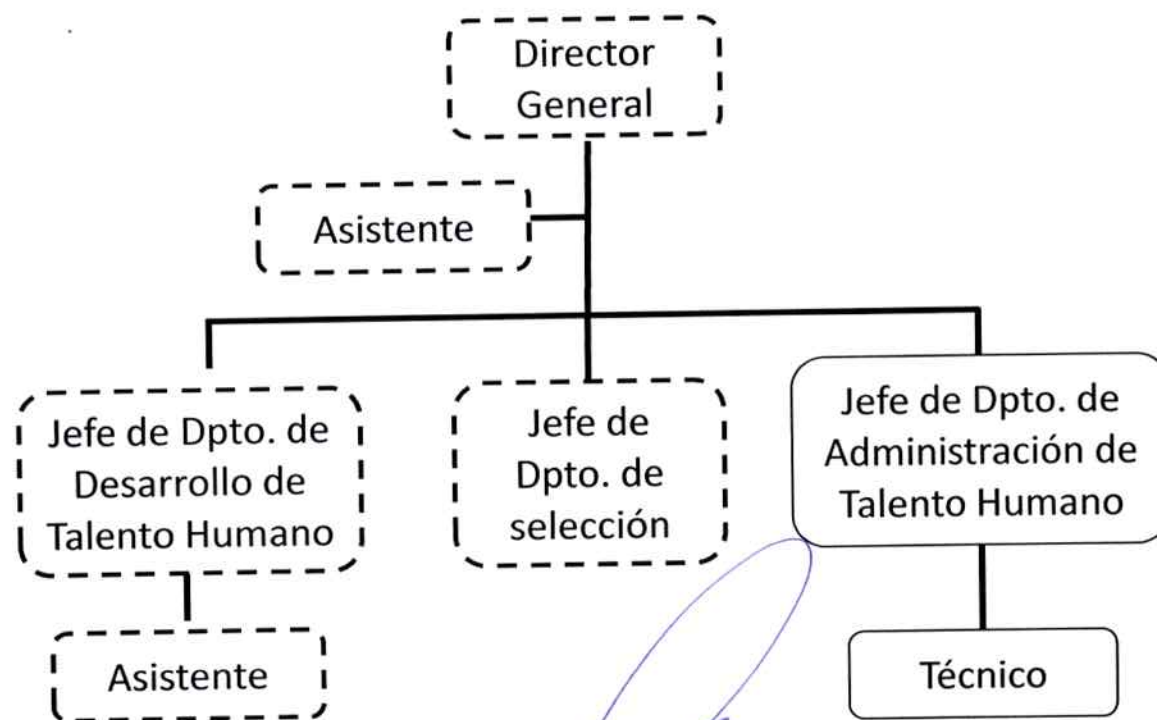 Director
General
Asistente
Jefe de Dpto. de
Desarrollo de
Talento Humano
Jefe de
Dpto. de
selección
Jefe de Dpto. de
Administración de
Talento Humano
Asistente
Técnico